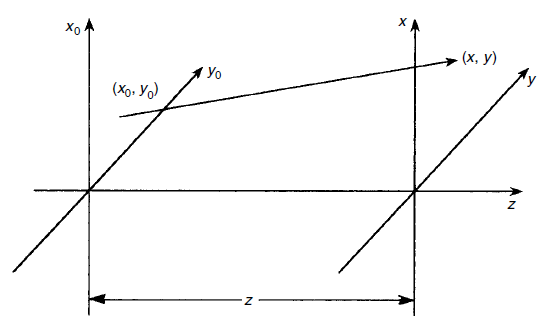 x₀
x
y₀
(x, y)
(x₀, y₀)
y
z
z